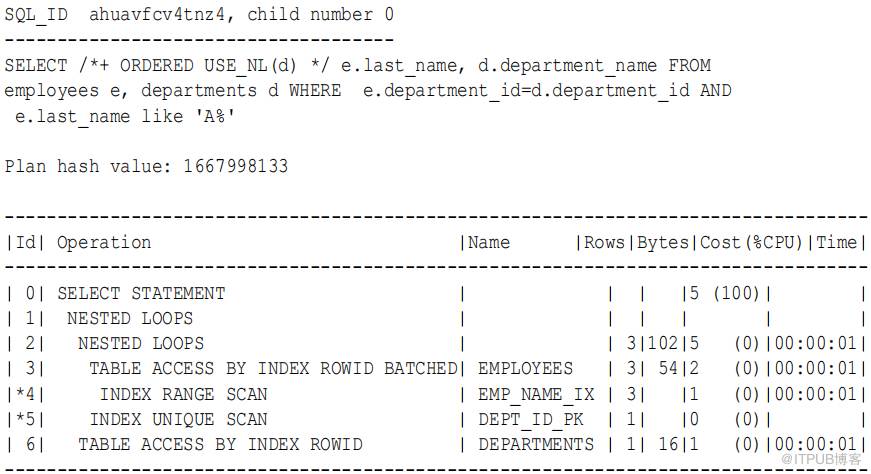 SQL_ID  ahuavfcv4tnz4, child number 0
-------------------------------------
SELECT /*+ ORDERED USE_NL(d) */ e.last_name, d.department_name FROM
employees e, departments d WHERE  e.department_id=d.department_id AND
 e.last_name like 'A%'

Plan hash value: 1667998133

----------------------------------------------------------------------------------
|Id| Operation                             |Name      |Rows|Bytes|Cost(%CPU)|Time|
----------------------------------------------------------------------------------
| 0| SELECT STATEMENT                      |             |  |   |5 (100)|        |
| 1|  NESTED LOOPS                         |             |  |   |       |        |
| 2|   NESTED LOOPS                        |             | 3|102|5   (0)|00:00:01|
| 3|    TABLE ACCESS BY INDEX ROWID BATCHED| EMPLOYEES   | 3| 54|2   (0)|00:00:01|
|*4|     INDEX RANGE SCAN                  | EMP_NAME_IX | 3|   |1   (0)|00:00:01|
|*5|    INDEX UNIQUE SCAN                  | DEPT_ID_PK  | 1|   |0   (0)|        |
| 6|   TABLE ACCESS BY INDEX ROWID         | DEPARTMENTS | 1| 16|1   (0)|00:00:01|
----------------------------------------------------------------------------------
@ITPUB博客